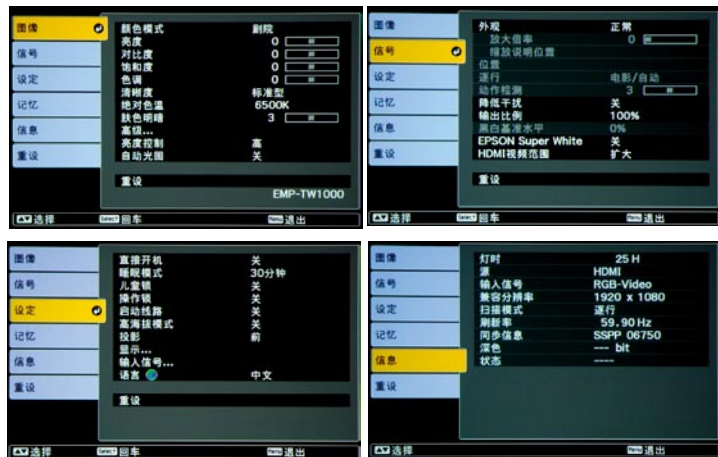 图像
信号
设定
记忆
信息
重设
颜色模式 剧院
亮度 0
对比度 0
饱和度 0
色调 0
清晰度 标准型
绝对色温 6500K
肤色明暗 3
高级...
亮度控制 高
自动光圈 关
重设
EMP-TW1000
选择 Select 回车 Menu 退出
图像
信号
设定
记忆
信息
重设
外观 正常
放大倍率 0
缩放说明位置
位置
逐行 电影/自动
动作检测 3
降低干扰 关
输出比例 100%
黑白基准水平 0%
EPSON Super White 关
HDMI视频范围 扩大
重设
选择 Select 回车 Menu 退出
图像
信号
设定
记忆
信息
重设
直接开机 关
睡眠模式 30分钟
儿童锁 关
操作锁 关
启动线路 关
高海拔模式 关
投影 前
显示...
输入信号...
语言 中文
重设
选择 Select 回车 Menu 退出
图像
信号
设定
记忆
信息
重设
灯时 25 H
源 HDMI
输入信号 RGB-Video
兼容分辨率 1920 x 1080
扫描模式 逐行
刷新率 59.90 Hz
同步信息 SSPP 06750
深色 --- bit
状态 ----
选择 Menu 退出